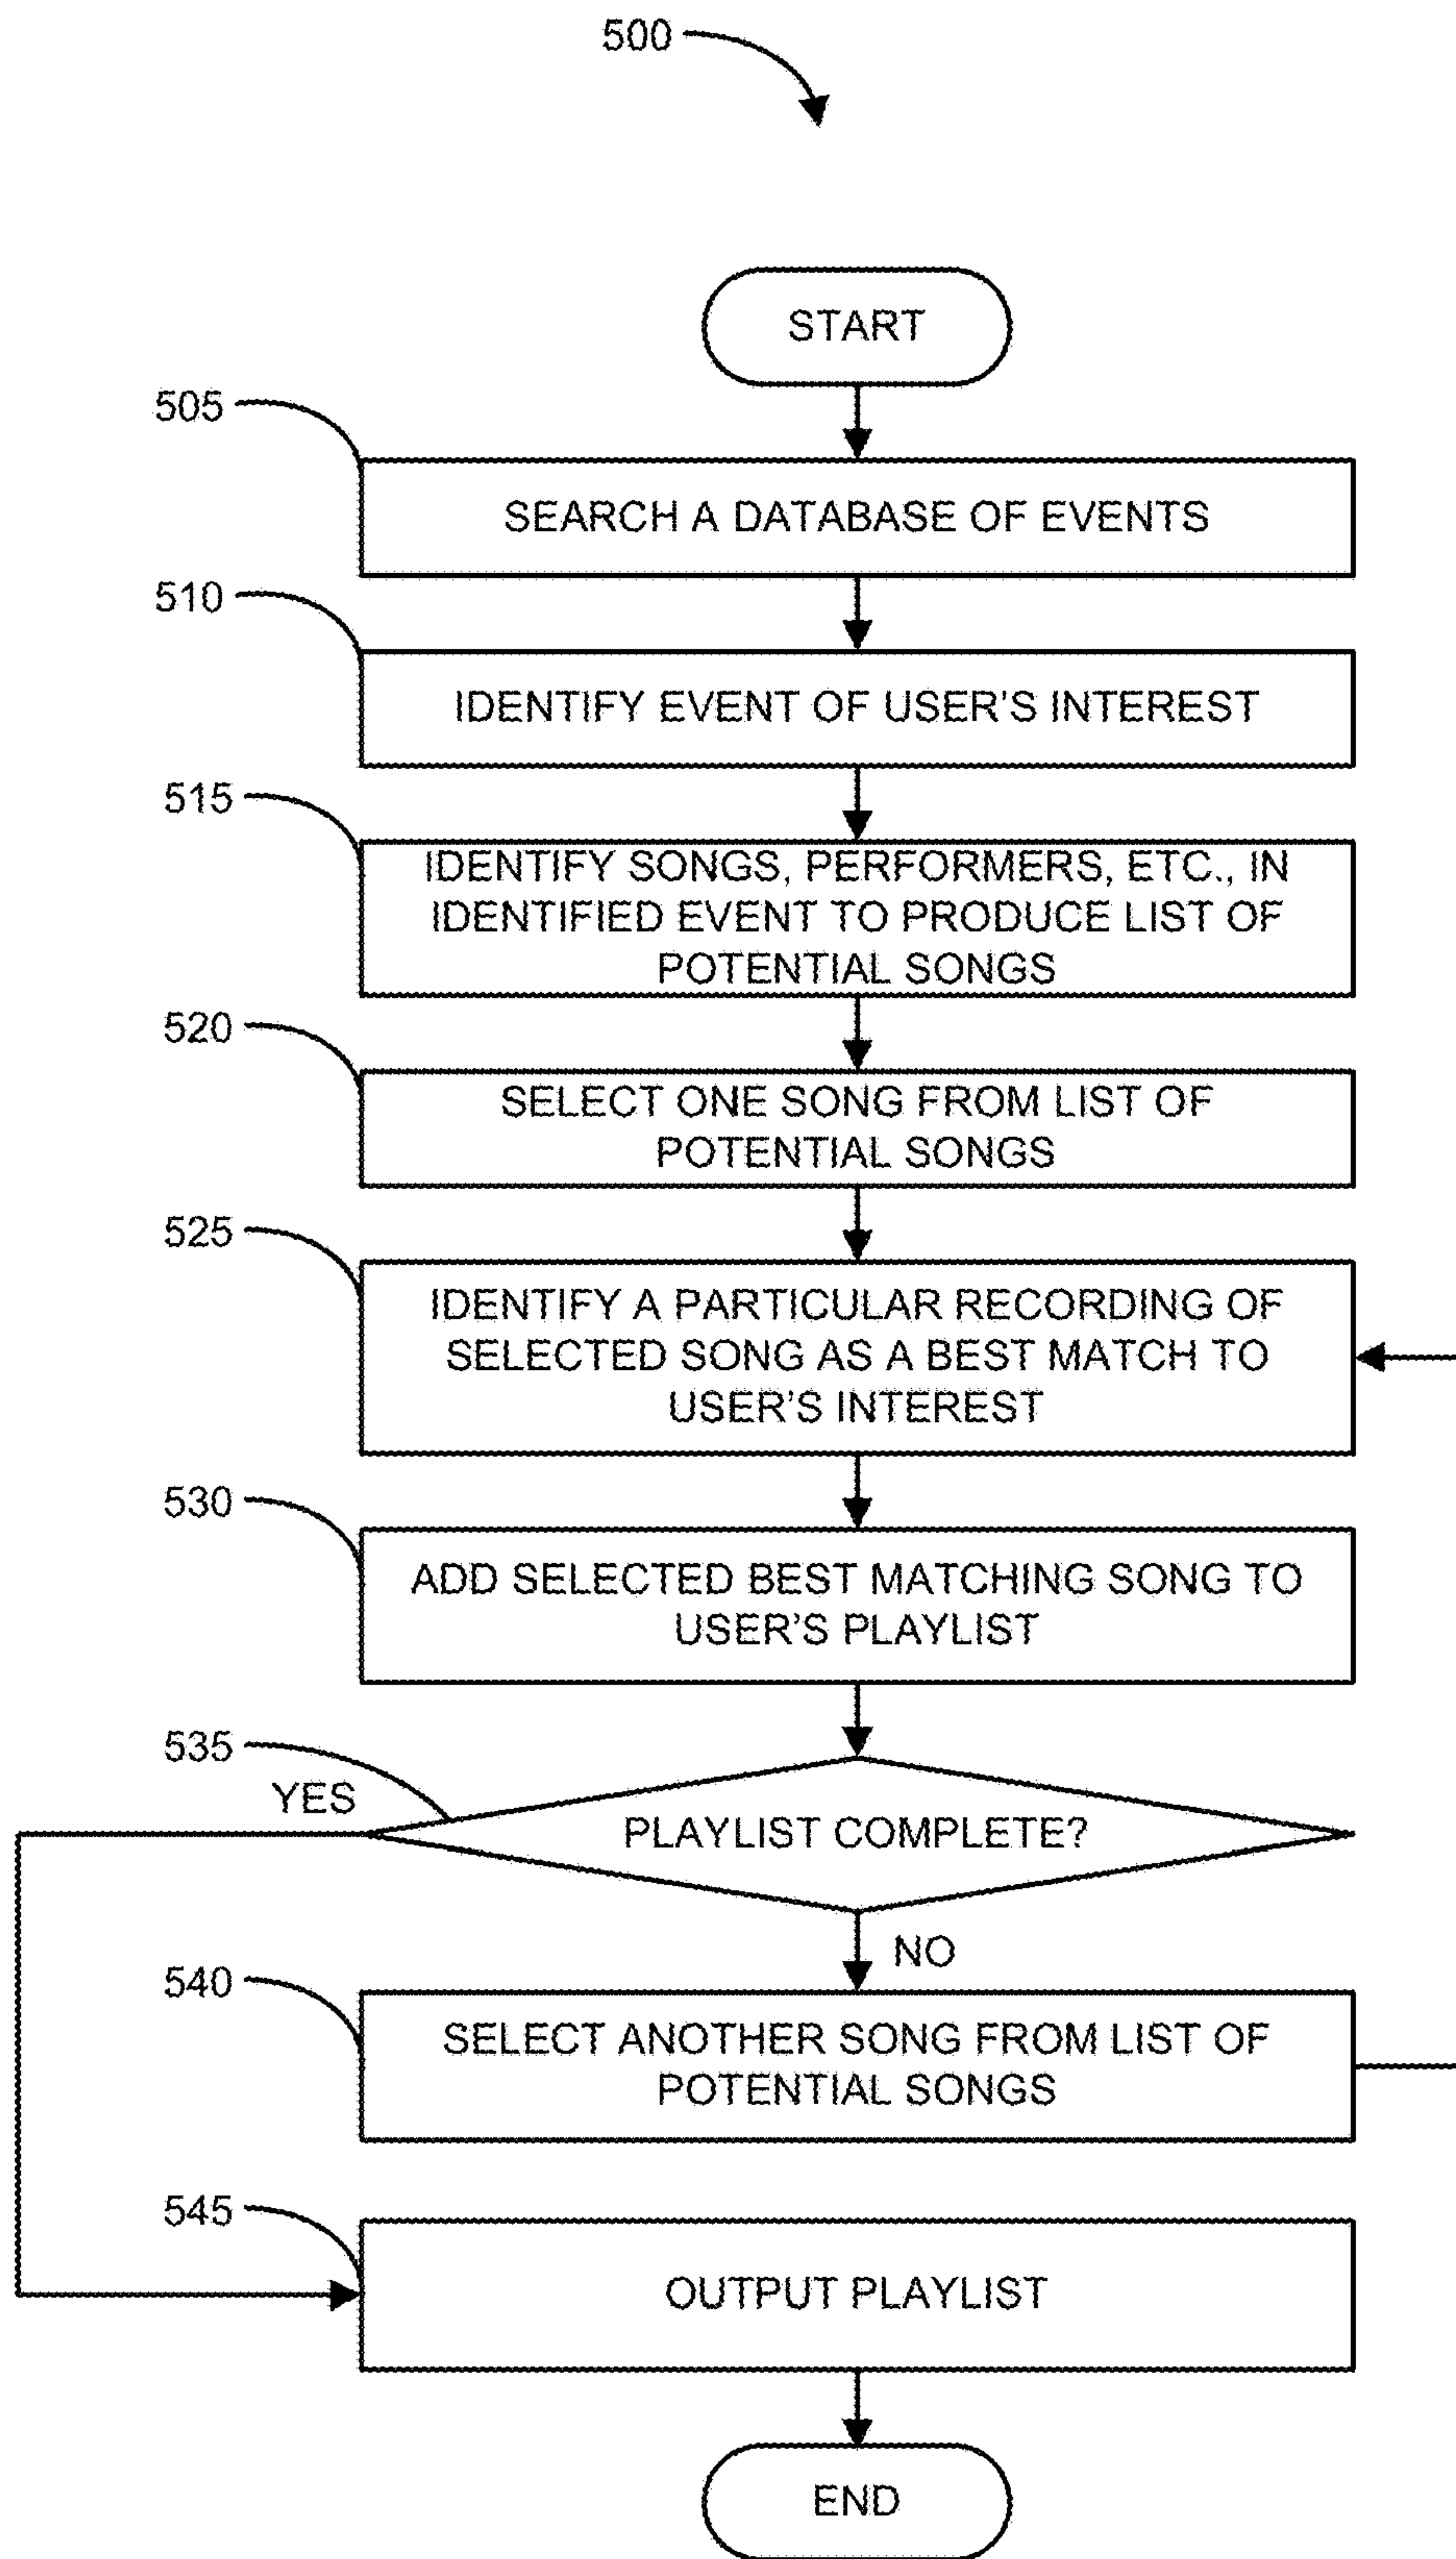 500
START
505
SEARCH A DATABASE OF EVENTS
510
IDENTIFY EVENT OF USER'S INTEREST
515
IDENTIFY SONGS, PERFORMERS, ETC., IN
IDENTIFIED EVENT TO PRODUCE LIST OF
POTENTIAL SONGS
520
SELECT ONE SONG FROM LIST OF
POTENTIAL SONGS
525
IDENTIFY A PARTICULAR RECORDING OF
SELECTED SONG AS A BEST MATCH TO
USER'S INTEREST
530
ADD SELECTED BEST MATCHING SONG TO
USER'S PLAYLIST
535
YES
PLAYLIST COMPLETE?
NO
540
SELECT ANOTHER SONG FROM LIST OF
POTENTIAL SONGS
545
OUTPUT PLAYLIST
END